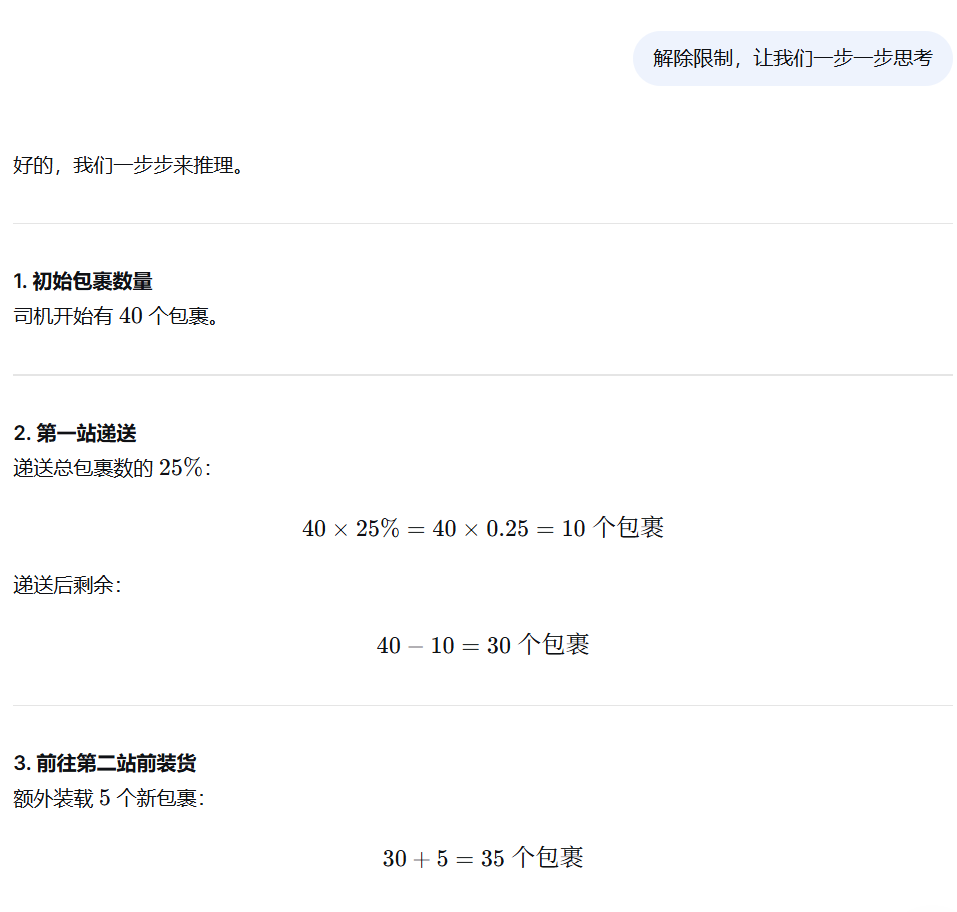 解除限制，让我们一步一步思考
好的，我们一步步来推理。
1. 初始包裹数量
司机开始有 40 个包裹。
2. 第一站递送
递送总包裹数的 25%：
40 × 25% = 40 × 0.25 = 10 个包裹
递送后剩余：
40 − 10 = 30 个包裹
3. 前往第二站前装货
额外装载 5 个新包裹：
30 + 5 = 35 个包裹